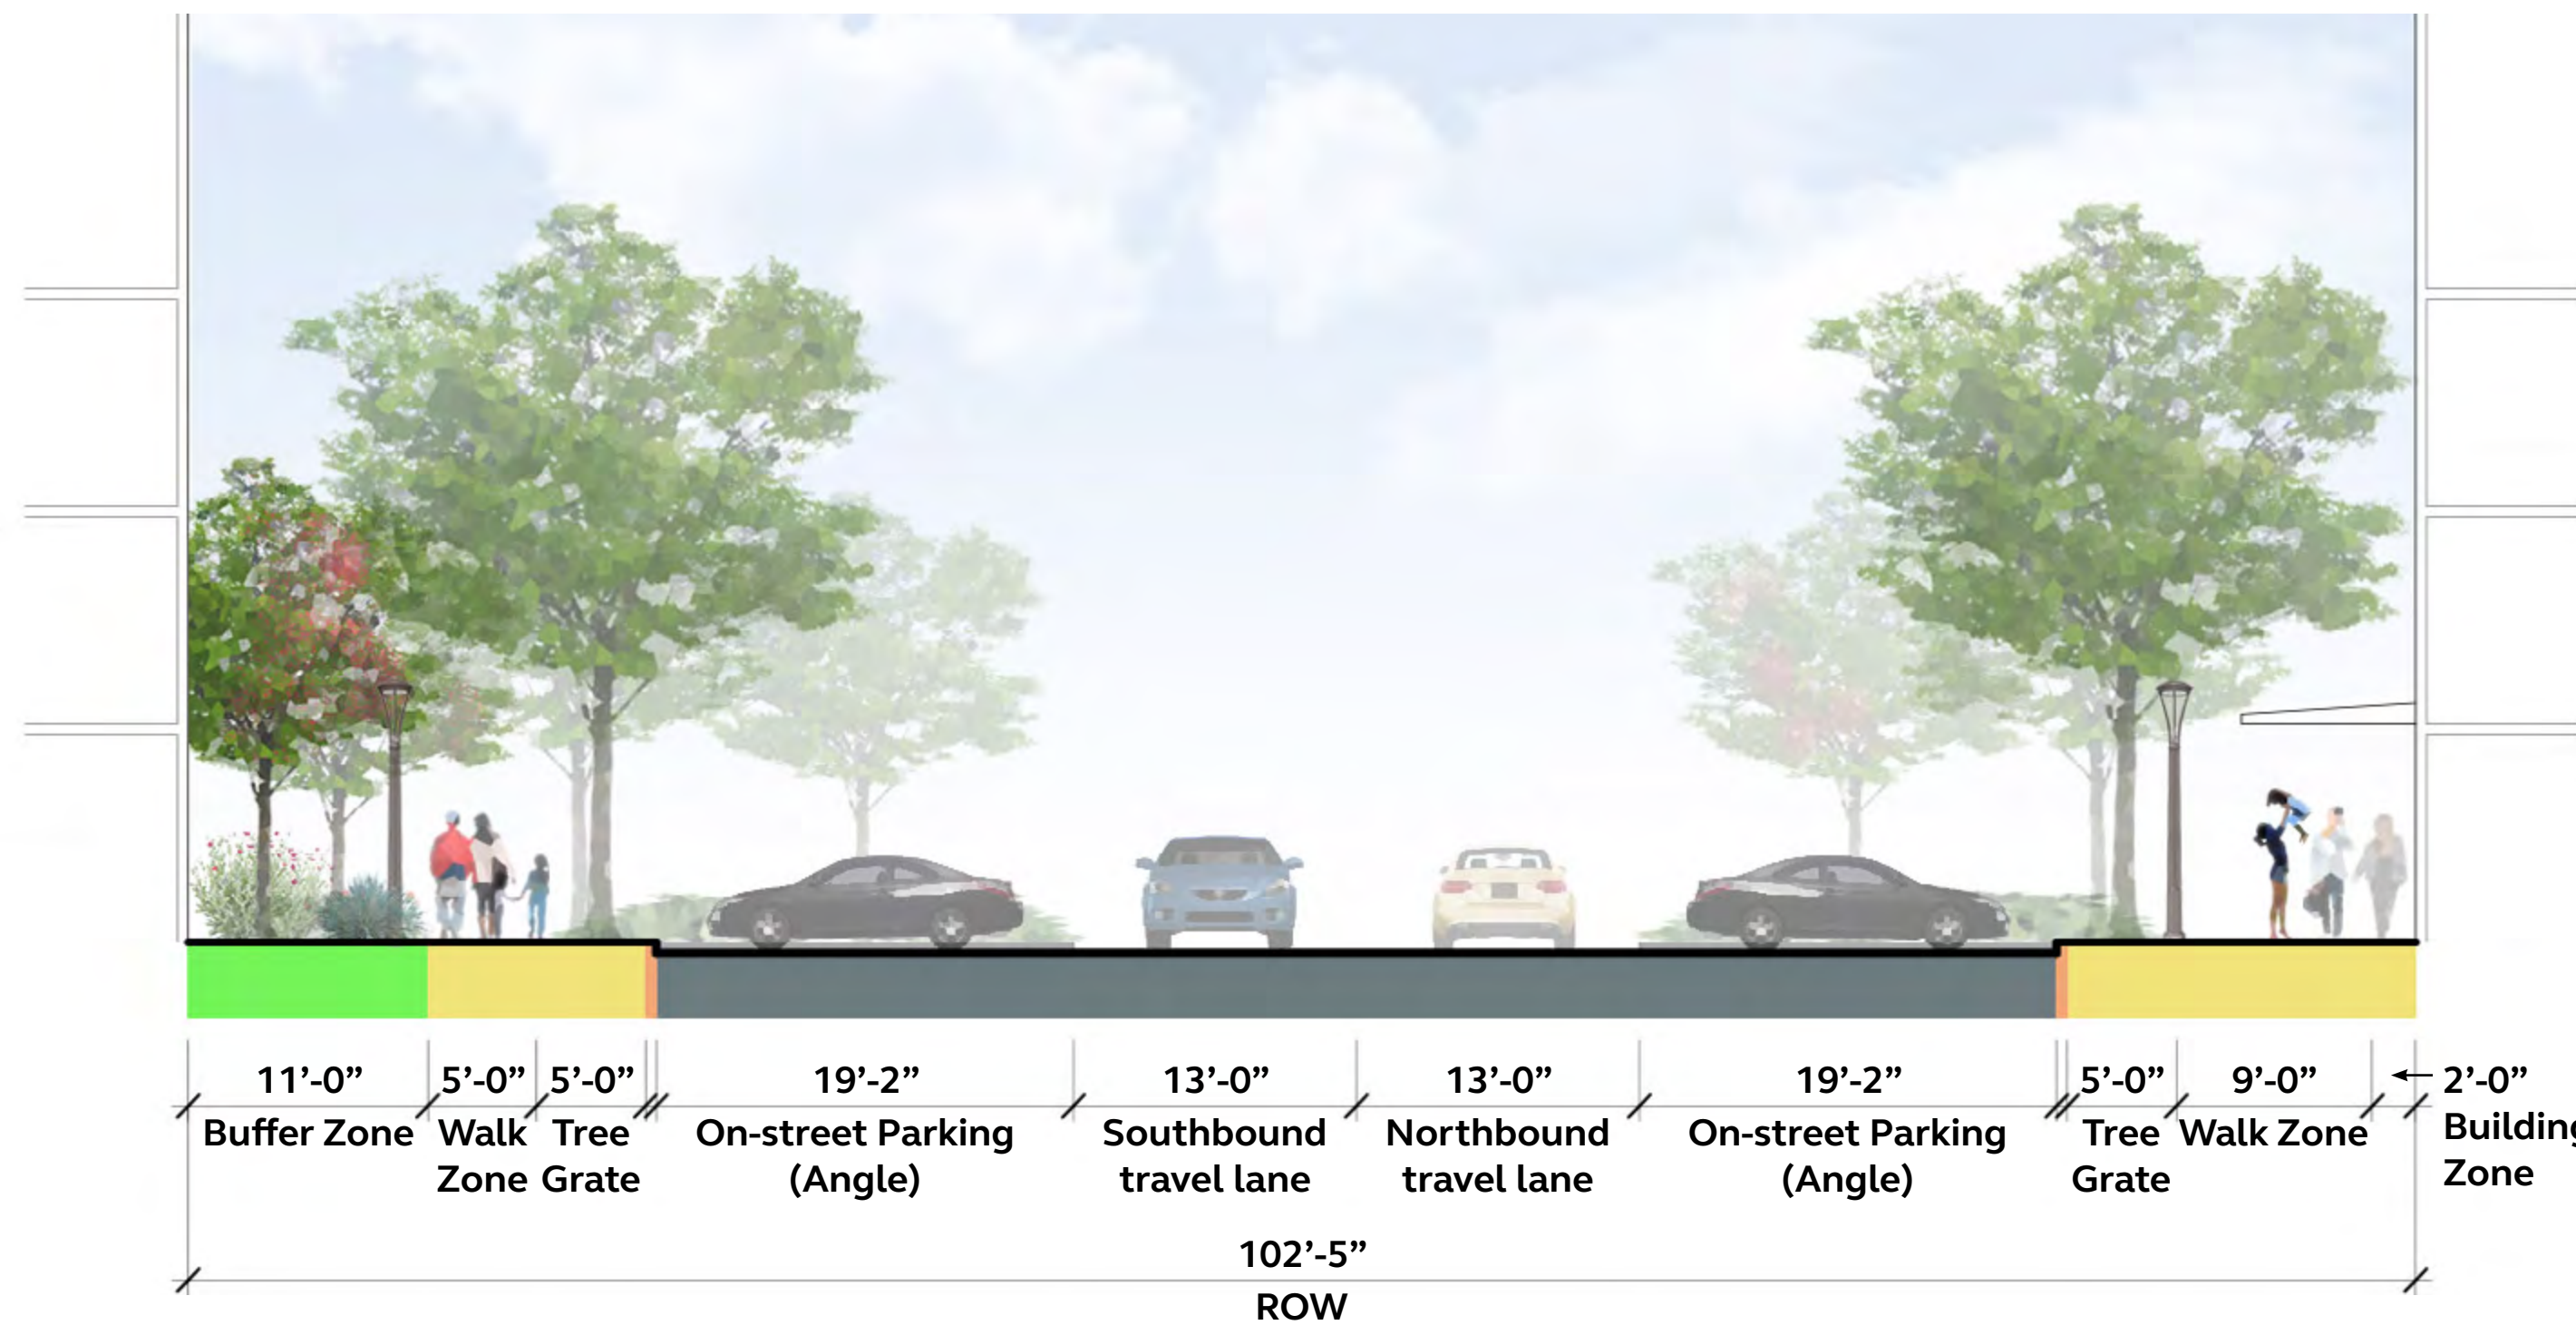 11’-0” 5’-0” 5’-0” 19’-2” 13’-0” 13’-0” 19’-2” 5’-0” 9’-0” 2’-0”
Buffer Zone Walk Tree On-street Parking Southbound Northbound On-street Parking Tree Walk Zone Building
Zone Grate (Angle) travel lane travel lane (Angle) Grate Zone
102’-5”
ROW